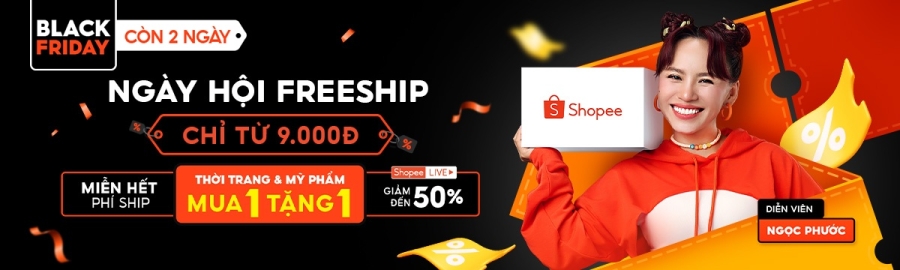 BLACK
FRIDAY
CÒN 2 NGÀY
NGÀY HỘI FREESHIP
CHỈ TỪ 9.000Đ
MIỄN HẾT
PHÍ SHIP
THỜI TRANG & MỸ PHẨM
MUA 1 TẶNG 1
Shopee LIVE
GIẢM
ĐẾN 50%
S Shopee
%
%
DIỄN VIÊN
NGỌC PHƯỚC